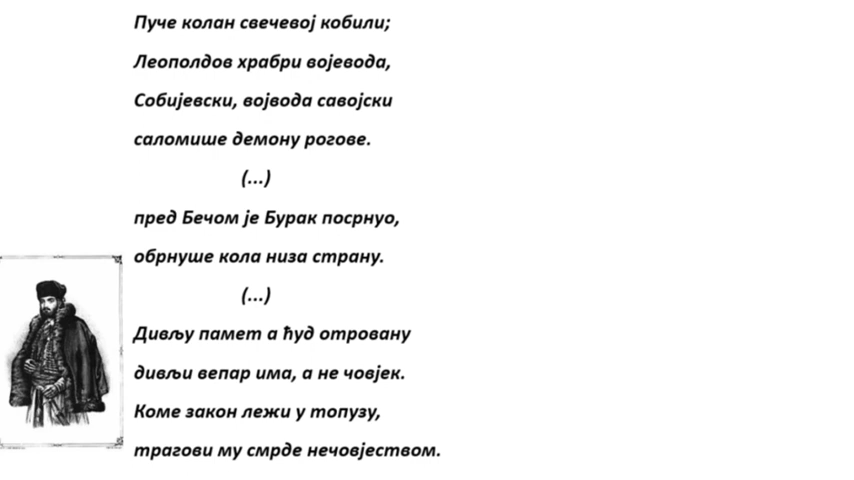 Пуче колан свечевој кобили;
Леополдов храбри војевода,
Собијевски, војвода савојски
саломише демону рогове.
(...)
пред Бечом је Бурак посрнуо,
обрнуше кола низа страну.
(...)
Дивљу памет а ћуд отровану
дивљи вепар има, а не човјек.
Коме закон лежи у топузу,
трагови му смрде нечовјеством.